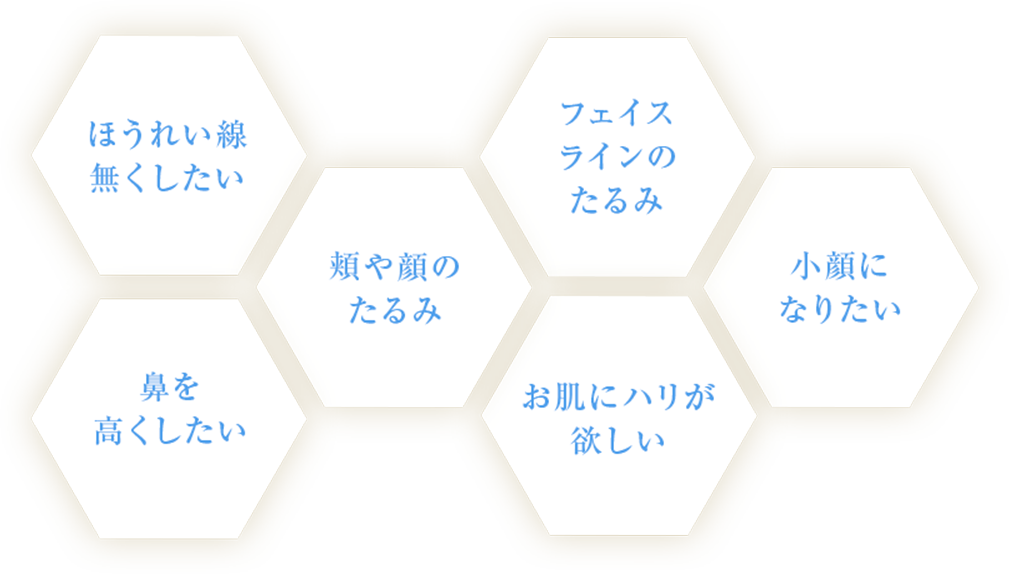 ほうれい線
無くしたい
フェイス
ラインの
たるみ
頬や顔の
たるみ
小顔に
なりたい
鼻を
高くしたい
お肌にハリが
欲しい